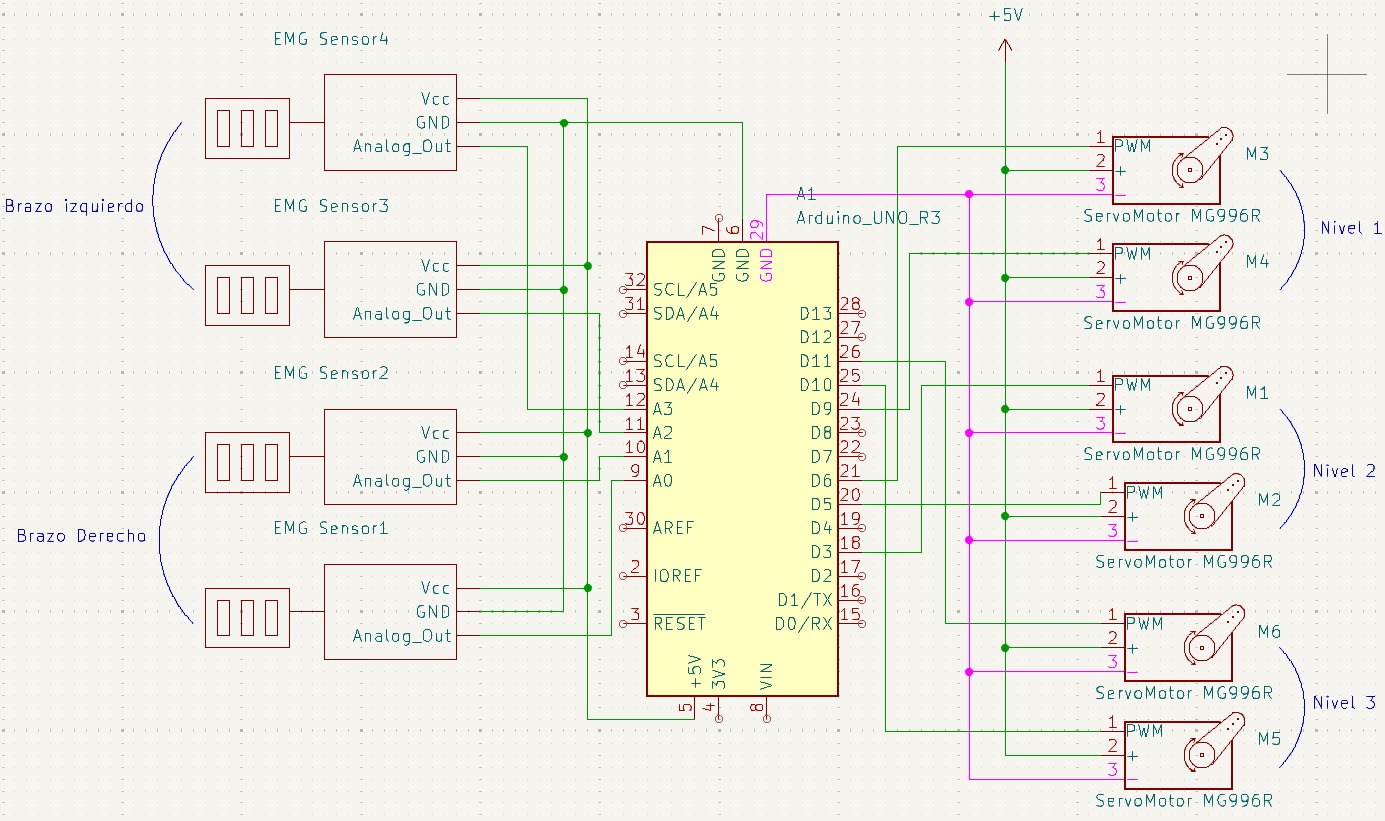 +5V
EMG Sensor4
Vcc
GND
Analog_Out
Brazo izquierdo
EMG Sensor3
Vcc
GND
Analog_Out
EMG Sensor2
Vcc
GND
Analog_Out
Brazo Derecho
EMG Sensor1
Vcc
GND
Analog_Out
A1
Arduino_UNO_R3
7 6 29
GND GND GND
32 SCL/A5
31 SDA/A4
14 SCL/A5
13 SDA/A4
12 A3
11 A2
10 A1
9 A0
30 AREF
2 IOREF
3 RESET
D13 28
D12 27
D11 26
D10 25
D9 24
D8 23
D7 22
D6 21
D5 20
D4 19
D3 18
D2 17
D1/TX 16
D0/RX 15
+5V 3V3 VIN
5 4 8
1 PWM
2 +
3 −
M3
ServoMotor MG996R
Nivel 1
1 PWM
2 +
3 −
M4
ServoMotor MG996R
1 PWM
2 +
3 −
M1
ServoMotor MG996R
Nivel 2
1 PWM
2 +
3 −
M2
ServoMotor MG996R
1 PWM
2 +
3 −
M6
ServoMotor MG996R
Nivel 3
1 PWM
2 +
3 −
M5
ServoMotor MG996R